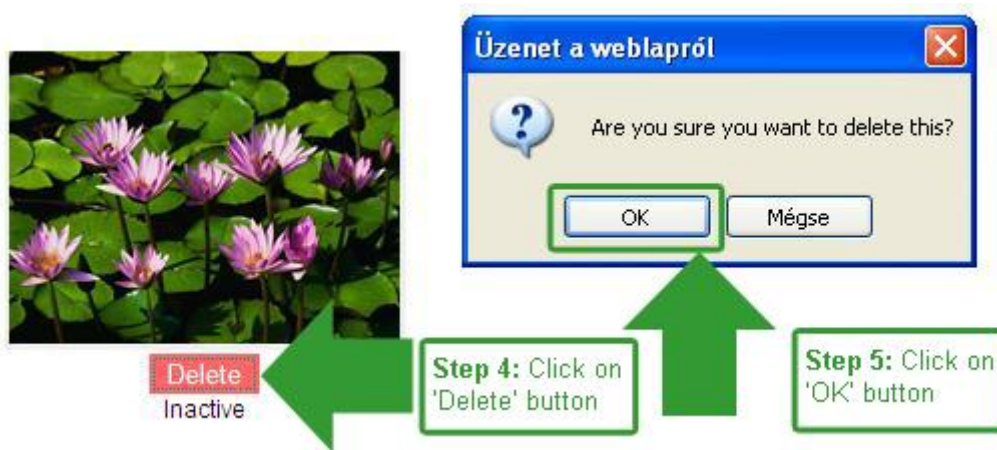 Üzenet a weblapról
Are you sure you want to delete this?
OK
Mégse
Delete
Inactive
Step 4: Click on
'Delete' button
Step 5: Click on
'OK' button